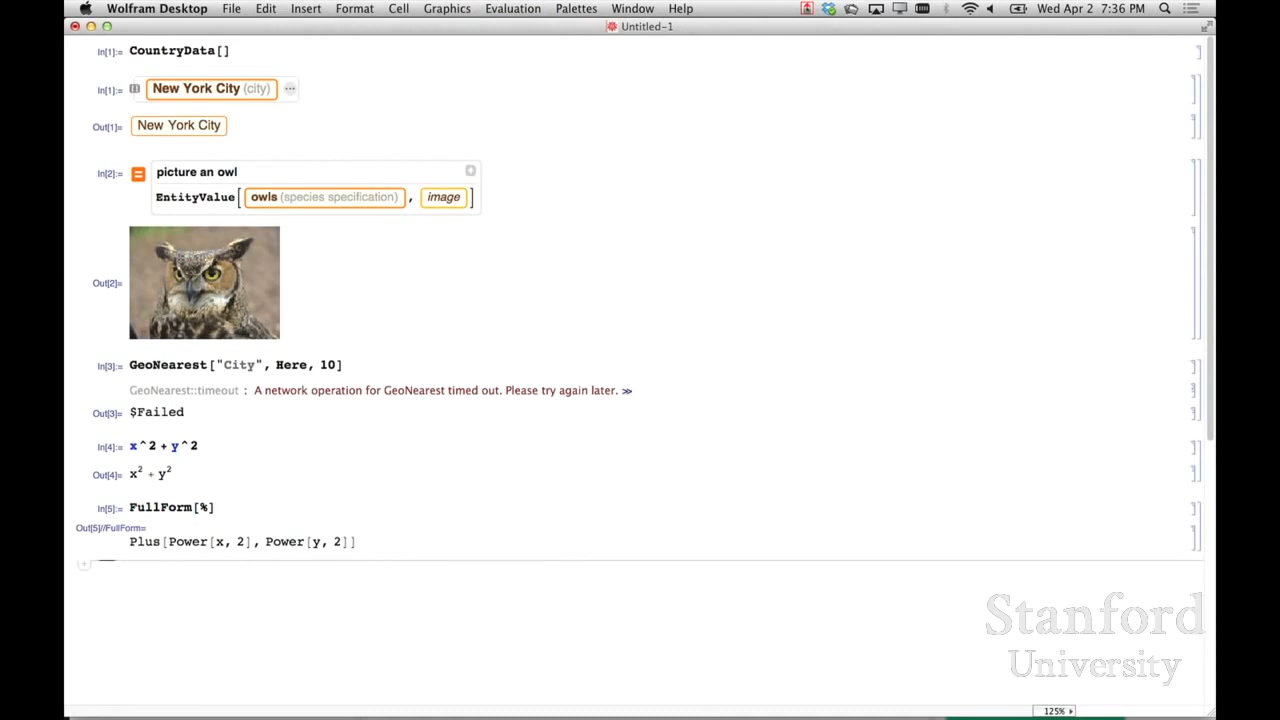 Wolfram Desktop File Edit Insert Format Cell Graphics Evaluation Palettes Window Help Wed Apr 2 7:36 PM
Untitled-1
In[1]:= CountryData[]
In[1]:= New York City (city) ...
Out[1]= New York City
In[2]:= = picture an owl
EntityValue[ owls (species specification) , image ]
Out[2]=
In[3]:= GeoNearest["City", Here, 10]
GeoNearest::timeout : A network operation for GeoNearest timed out. Please try again later. ≫
Out[3]= $Failed
In[4]:= x^2 + y^2
Out[4]= x² + y²
In[5]:= FullForm[%]
Out[5]//FullForm=
Plus[Power[x, 2], Power[y, 2]]
Stanford
University
125%